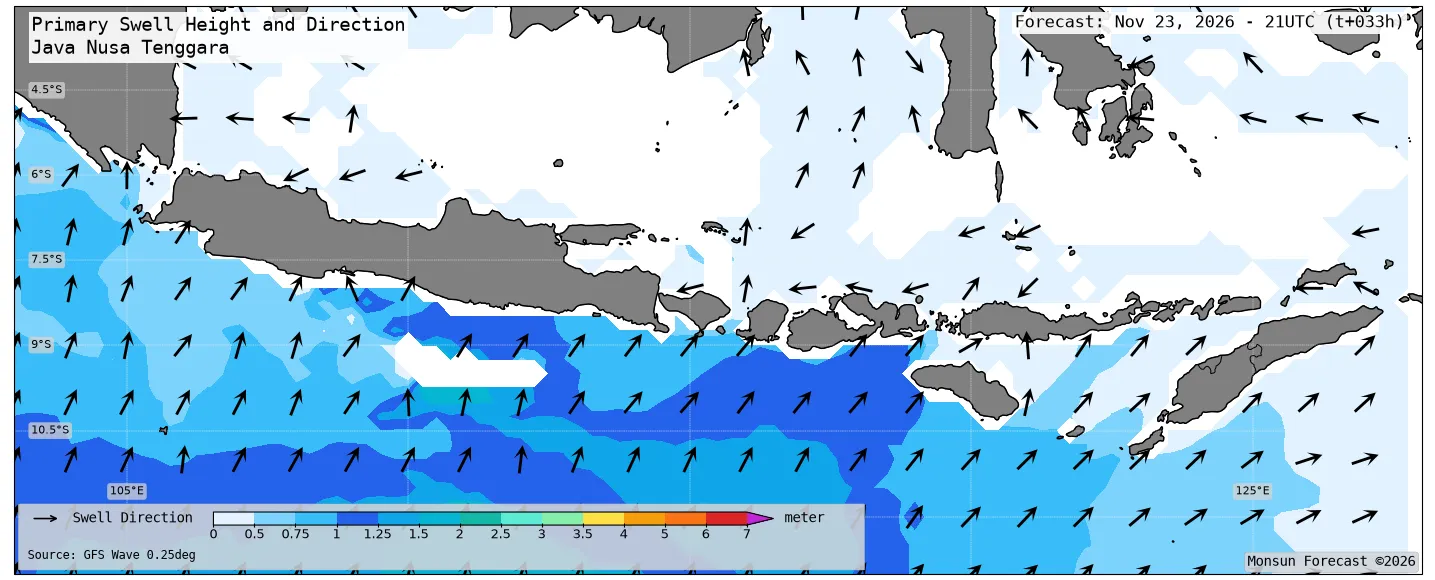 Primary Swell Height and Direction
Java Nusa Tenggara
Forecast: Nov 23, 2026 - 21UTC (t+033h)
4.5°S
6°S
7.5°S
9°S
10.5°S
105°E
125°E
Swell Direction
0 0.5 0.75 1 1.25 1.5 2 2.5 3 3.5 4 5 6 7
meter
Source: GFS Wave 0.25deg
Monsun Forecast ©2026